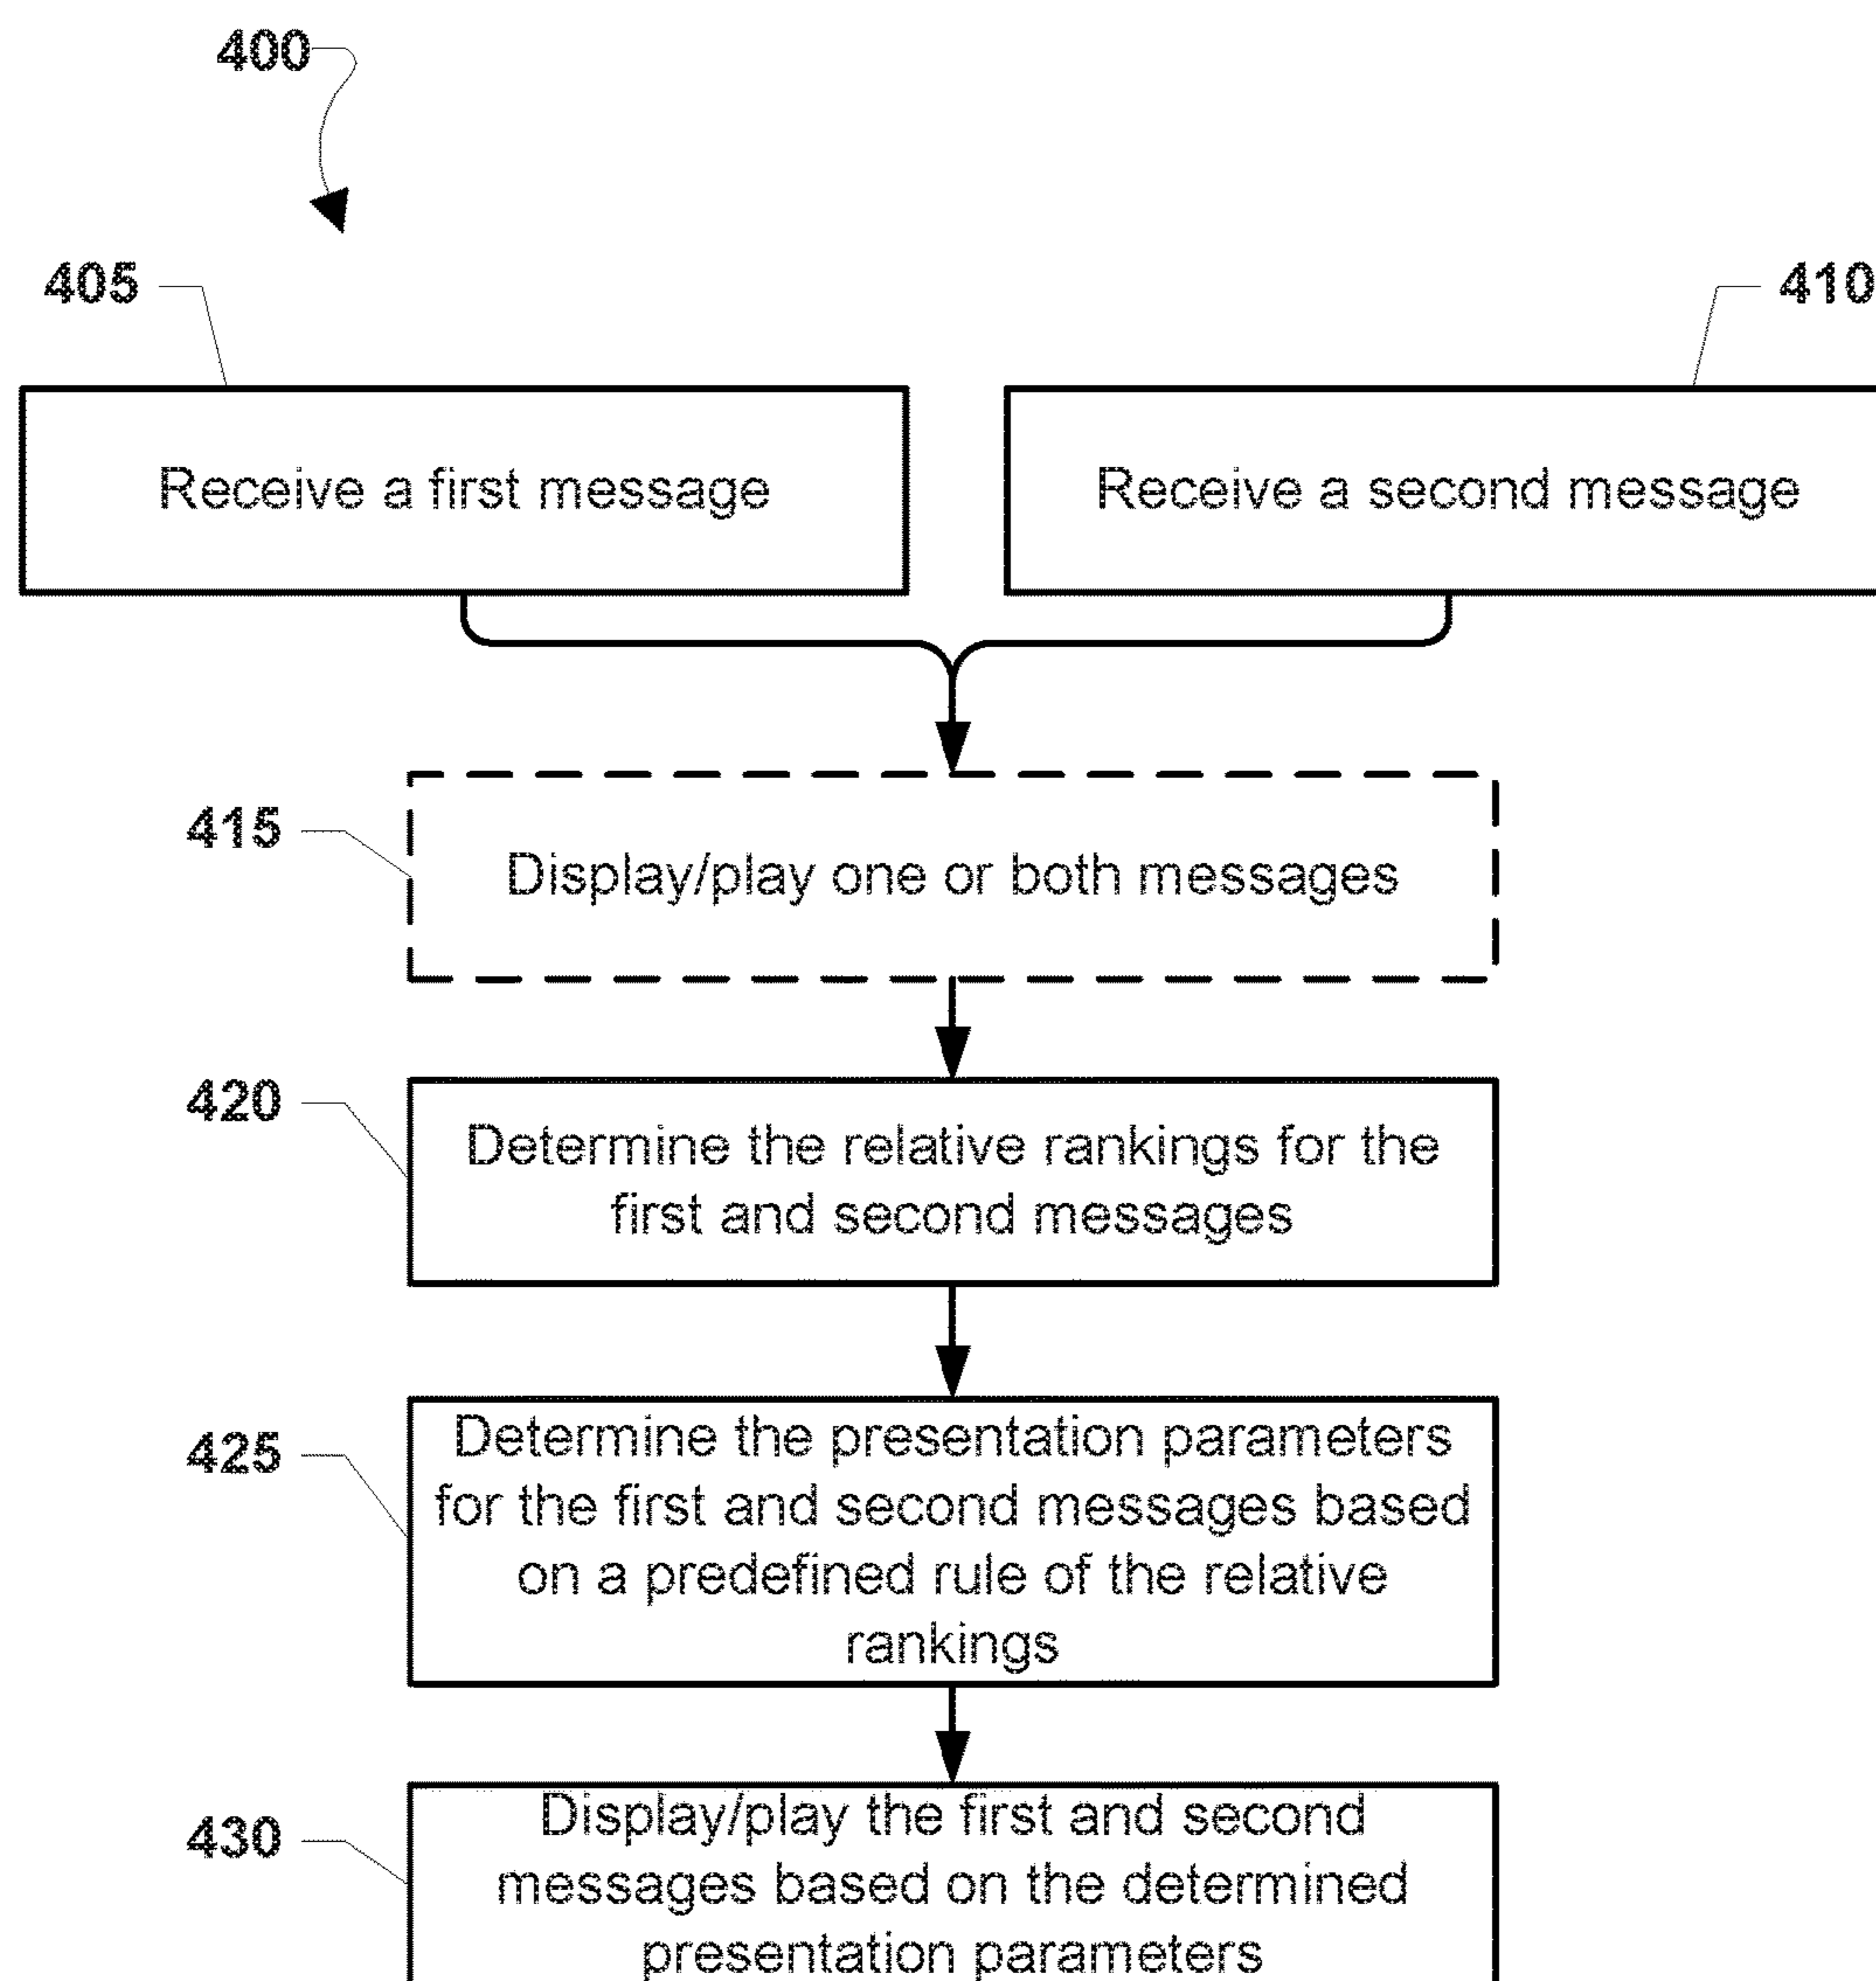 400
405
410
Receive a first message
Receive a second message
415
Display/play one or both messages
420
Determine the relative rankings for the
first and second messages
425
Determine the presentation parameters
for the first and second messages based
on a predefined rule of the relative
rankings
430
Display/play the first and second
messages based on the determined
presentation parameters